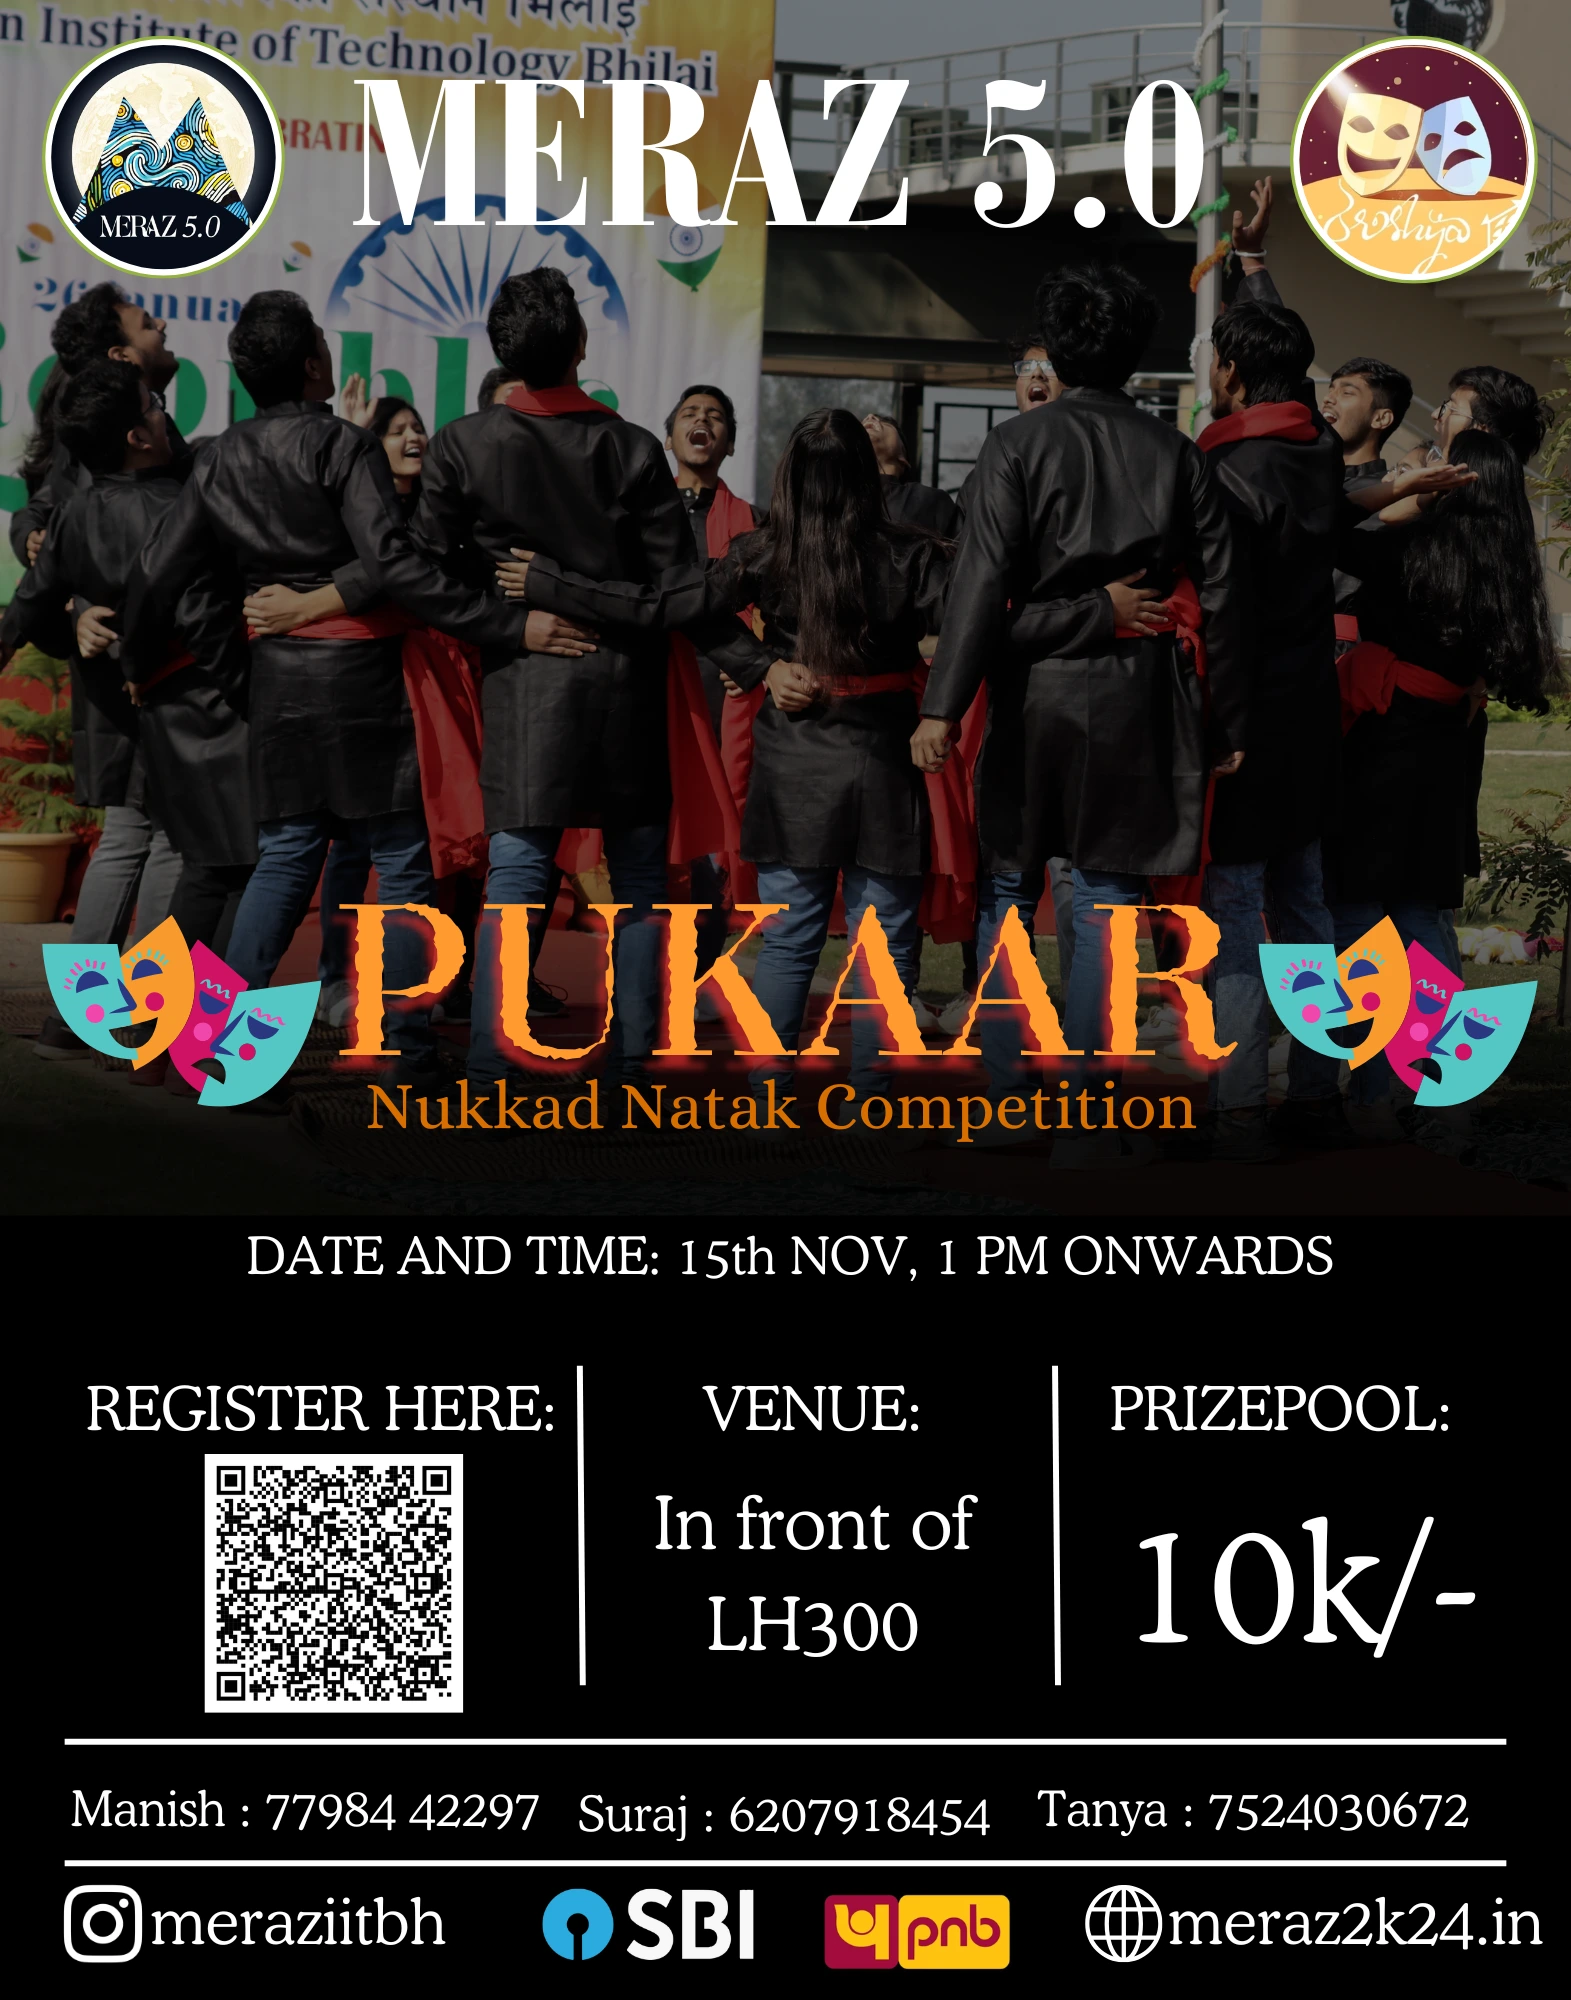 संस्थान भिलाई
n Institute of Technology Bhilai
MERAZ 5.0
MERAZ 5.0
PUKAAR
Nukkad Natak Competition
DATE AND TIME: 15th NOV, 1 PM ONWARDS
REGISTER HERE:
VENUE:
In front of
LH300
PRIZEPOOL:
10k/-
Manish : 77984 42297
Suraj : 6207918454
Tanya : 7524030672
meraziitbh
SBI
pnb
meraz2k24.in